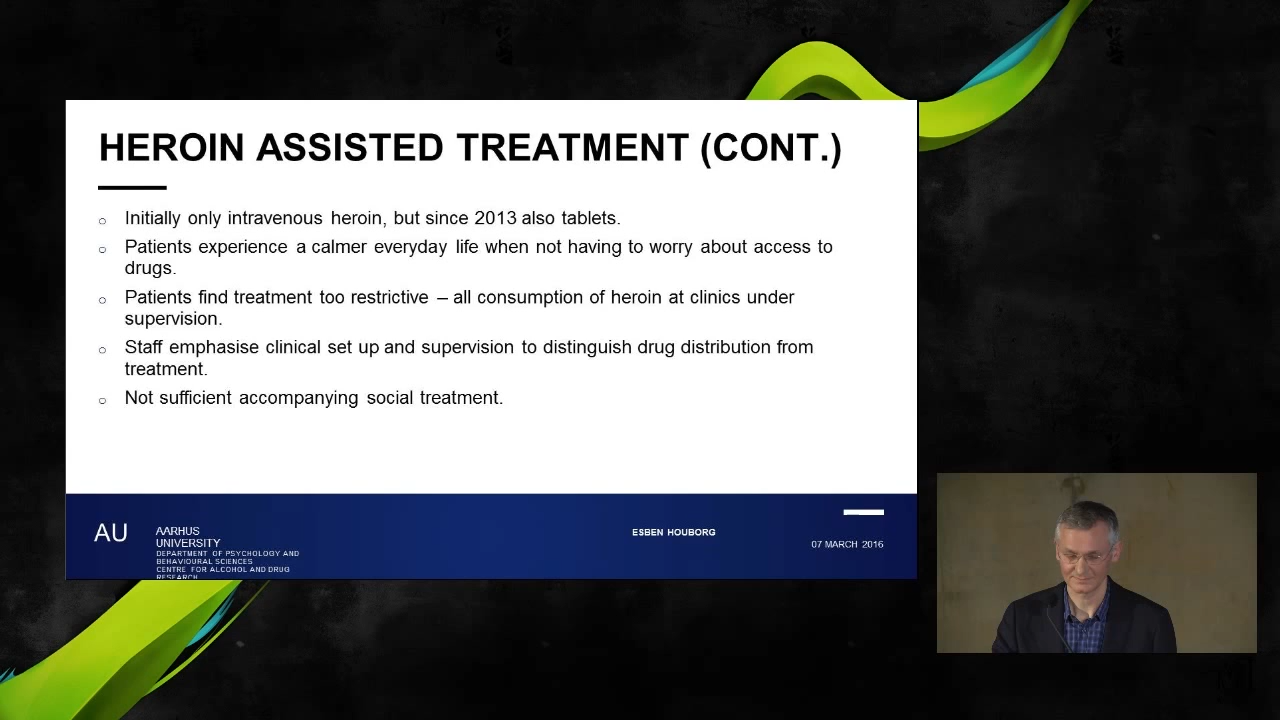 HEROIN ASSISTED TREATMENT (CONT.)
o Initially only intravenous heroin, but since 2013 also tablets.
o Patients experience a calmer everyday life when not having to worry about access to
drugs.
o Patients find treatment too restrictive – all consumption of heroin at clinics under
supervision.
o Staff emphasise clinical set up and supervision to distinguish drug distribution from
treatment.
o Not sufficient accompanying social treatment.
AU
AARHUS
UNIVERSITY
DEPARTMENT OF PSYCHOLOGY AND
BEHAVIOURAL SCIENCES
CENTRE FOR ALCOHOL AND DRUG
RESEARCH
ESBEN HOUBORG
07 MARCH 2016